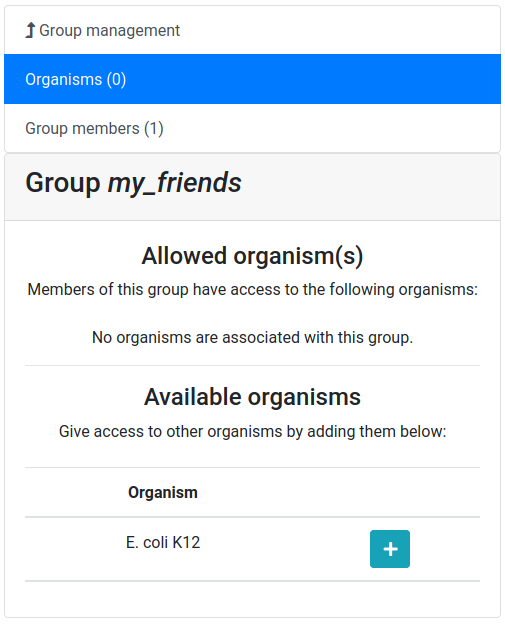 Group management
Organisms (0)
Group members (1)
Group my_friends
Allowed organism(s)
Members of this group have access to the following organisms:
No organisms are associated with this group.
Available organisms
Give access to other organisms by adding them below:
Organism
E. coli K12